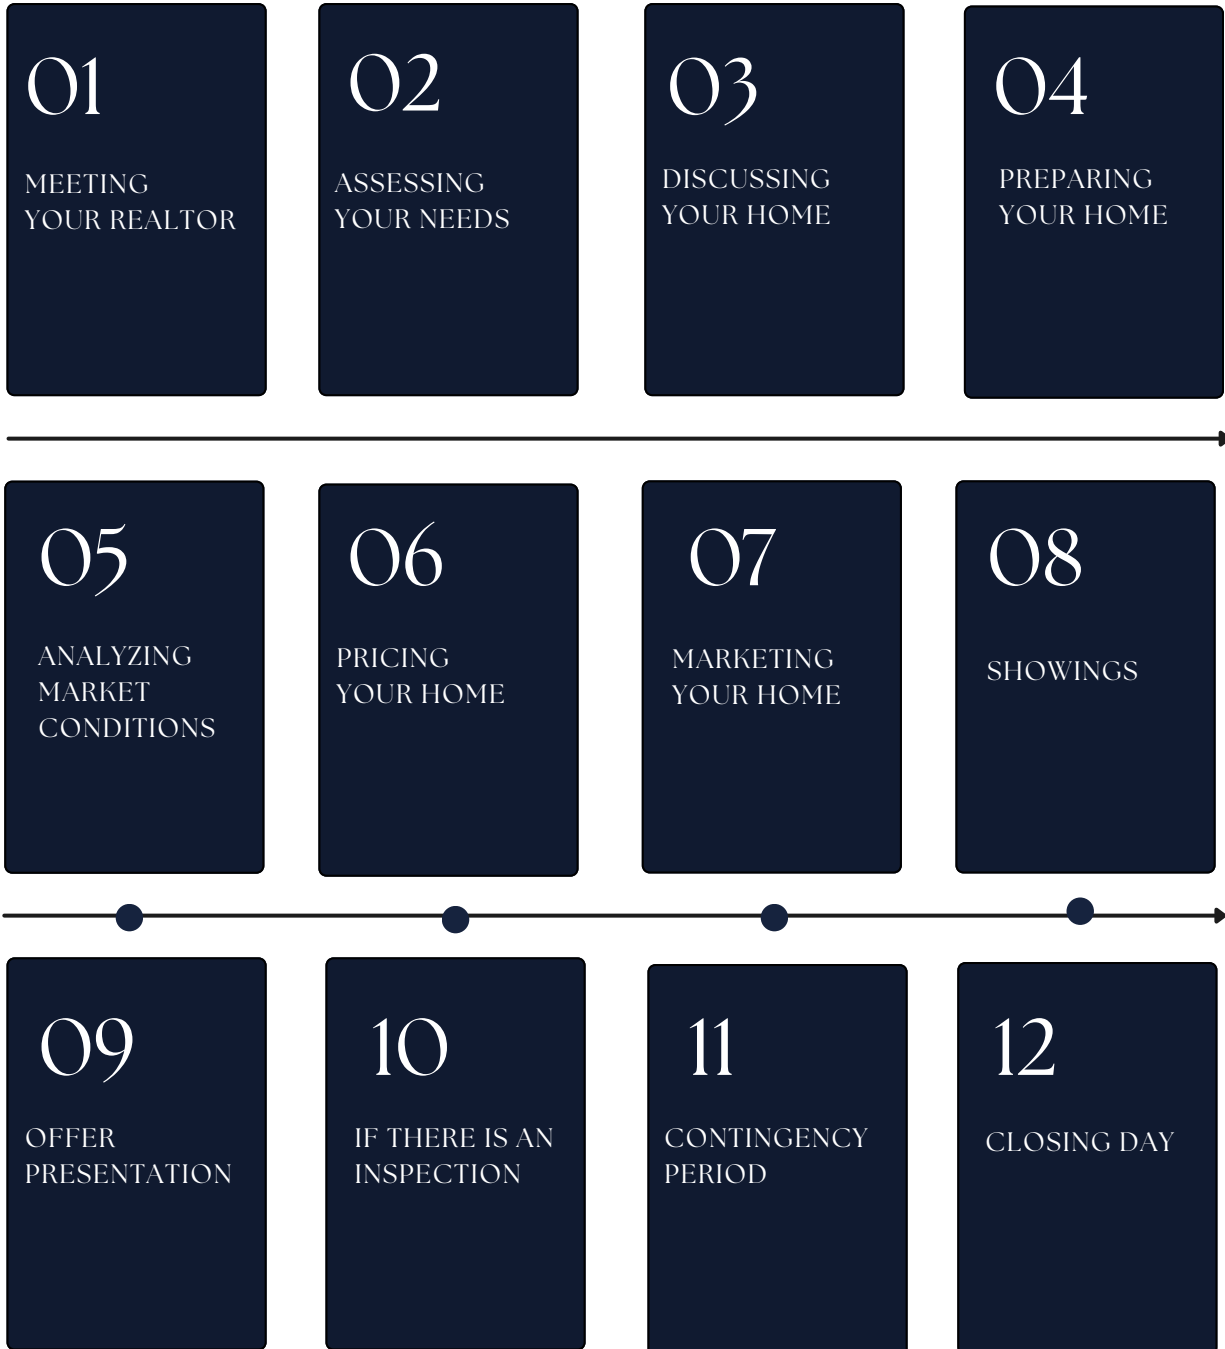 01
MEETING
YOUR REALTOR
02
ASSESSING
YOUR NEEDS
03
DISCUSSING
YOUR HOME
04
PREPARING
YOUR HOME
05
ANALYZING
MARKET
CONDITIONS
06
PRICING
YOUR HOME
07
MARKETING
YOUR HOME
08
SHOWINGS
09
OFFER
PRESENTATION
10
IF THERE IS AN
INSPECTION
11
CONTINGENCY
PERIOD
12
CLOSING DAY